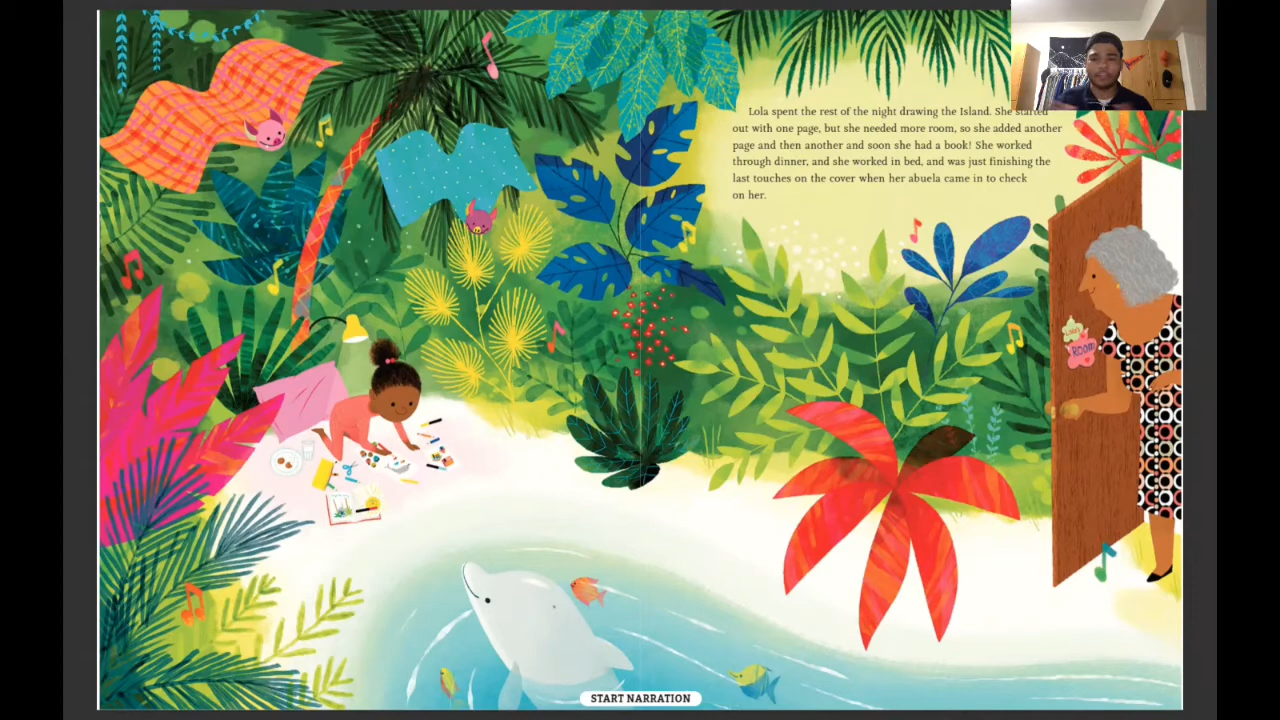 Lola spent the rest of the night drawing the Island. She started
out with one page, but she needed more room, so she added another
page and then another and soon she had a book! She worked
through dinner, and she worked in bed, and was just finishing the
last touches on the cover when her abuela came in to check
on her.
Lola's
ROOM
START NARRATION